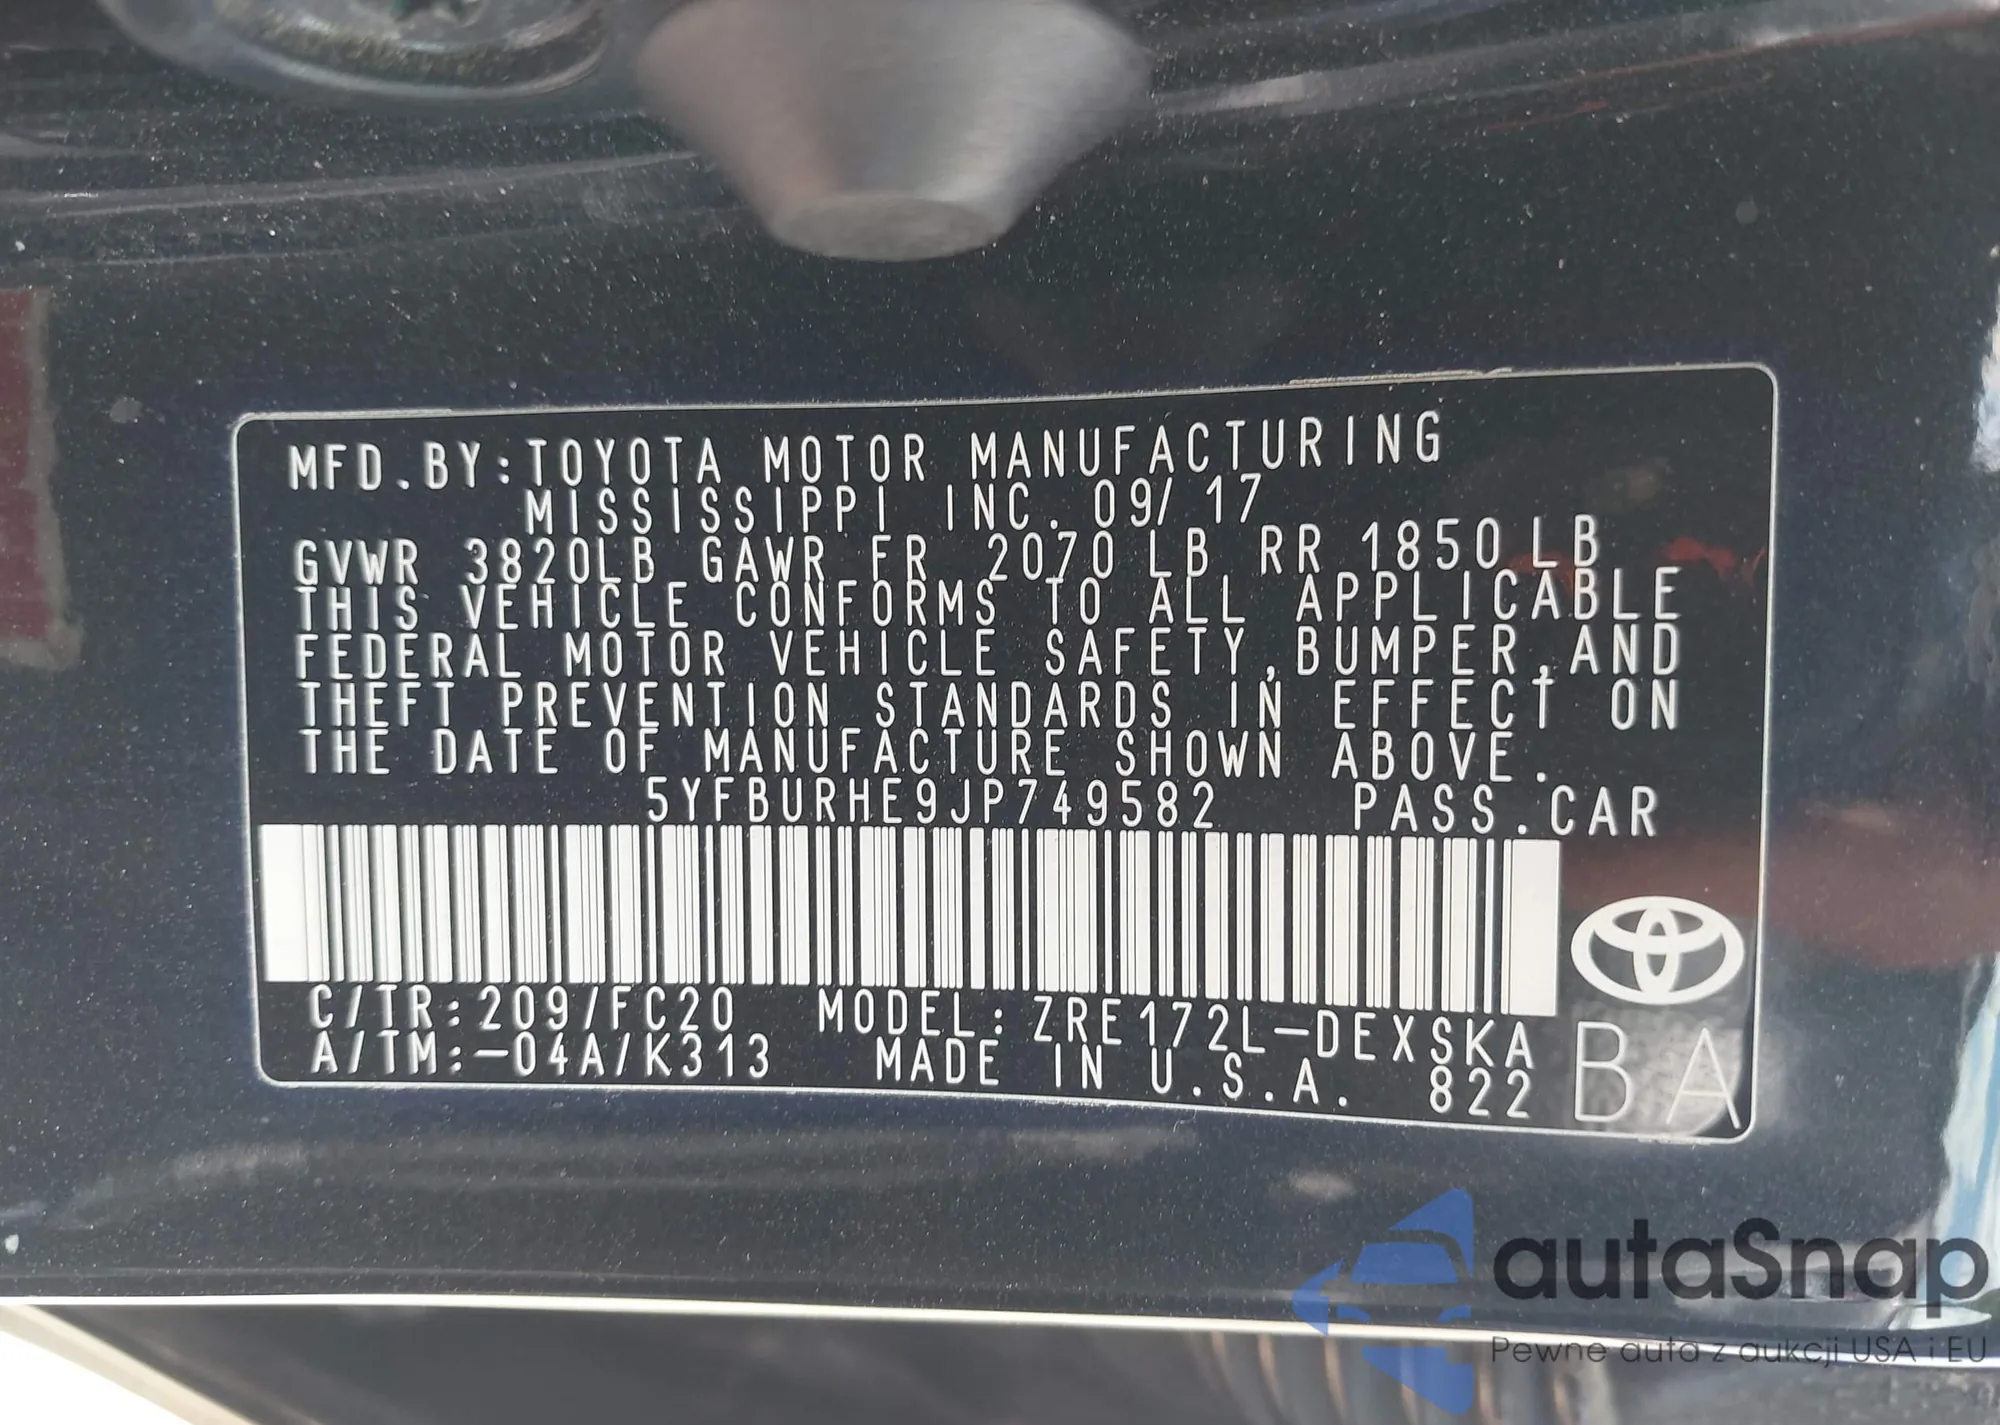 MFD.BY:TOYOTA MOTOR MANUFACTURING
MISSISSIPPI INC. 09/ 17
GVWR 3820LB GAWR FR 2070 LB RR 1850 LB
THIS VEHICLE CONFORMS TO ALL APPLICABLE
FEDERAL MOTOR VEHICLE SAFETY,BUMPER,AND
THEFT PREVENTION STANDARDS IN EFFECT ON
THE DATE OF MANUFACTURE SHOWN ABOVE.
5YFBURHE9JP749582 PASS.CAR
C/TR:209/FC20 MODEL:ZRE172L-DEXSKA
A/TM:-04A/K313 MADE IN U.S.A. 822
BA
autaSnap
Pewne auta z aukcji USA i EU